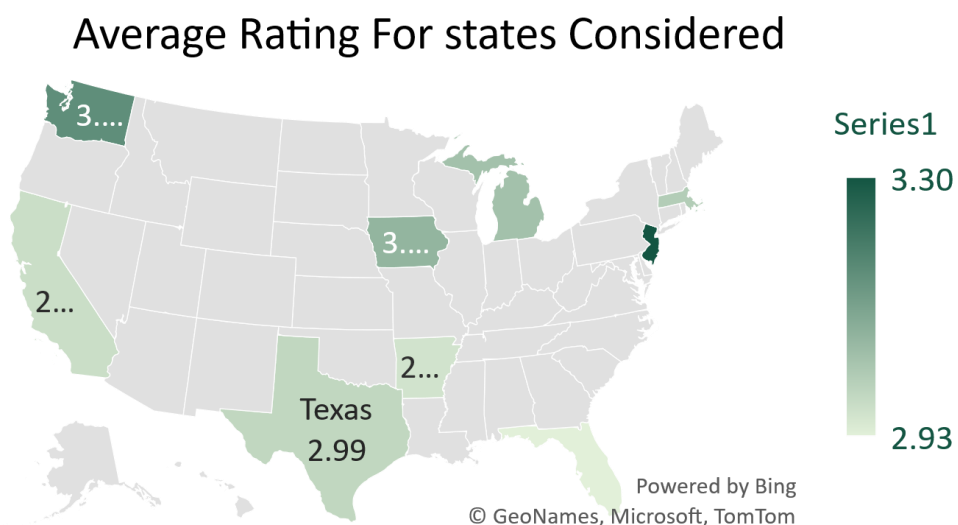 Average Rating For states Considered
3....
Series1
3.30
3....
2...
2...
Texas
2.99
2.93
Powered by Bing
© GeoNames, Microsoft, TomTom